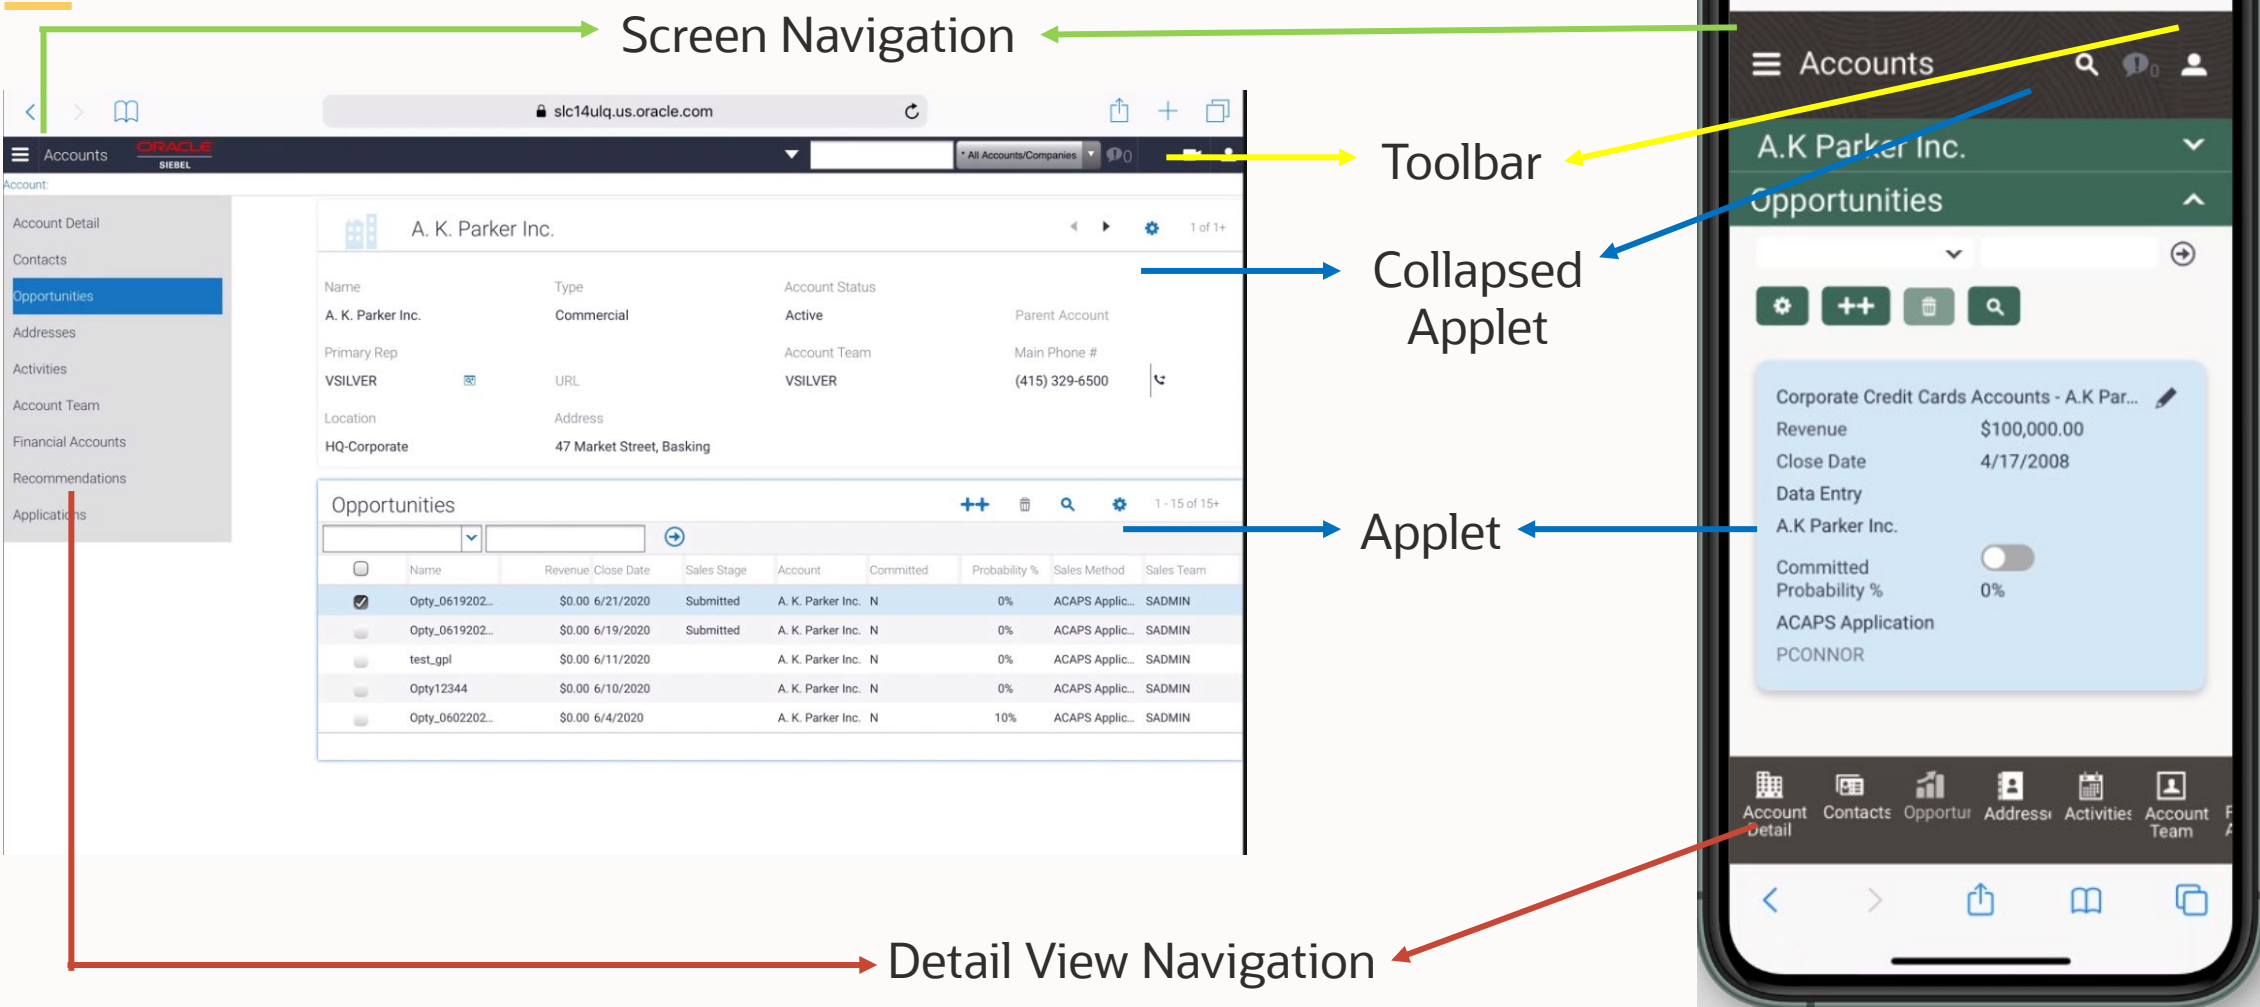 Screen Navigation
slc14ulq.us.oracle.com
Accounts
ORACLE
SIEBEL
* All Accounts/Companies
0
Account:
Account Detail
Contacts
Opportunities
Addresses
Activities
Account Team
Financial Accounts
Recommendations
Applications
A. K. Parker Inc.
1 of 1+
Name Type Account Status
A. K. Parker Inc. Commercial Active Parent Account
Primary Rep Account Team Main Phone #
VSILVER URL VSILVER (415) 329-6500
Location Address
HQ-Corporate 47 Market Street, Basking
Opportunities
1 - 15 of 15+
Name Revenue Close Date Sales Stage Account Committed Probability % Sales Method Sales Team
Opty_0619202... $0.00 6/21/2020 Submitted A. K. Parker Inc. N 0% ACAPS Applic... SADMIN
Opty_0619202... $0.00 6/19/2020 Submitted A. K. Parker Inc. N 0% ACAPS Applic... SADMIN
test_gpl $0.00 6/11/2020 A. K. Parker Inc. N 0% ACAPS Applic... SADMIN
Opty12344 $0.00 6/10/2020 A. K. Parker Inc. N 0% ACAPS Applic... SADMIN
Opty_0602202... $0.00 6/4/2020 A. K. Parker Inc. N 10% ACAPS Applic... SADMIN
Toolbar
Collapsed
Applet
Applet
Detail View Navigation
Accounts
0
A.K Parker Inc.
Opportunities
Corporate Credit Cards Accounts - A.K Par...
Revenue $100,000.00
Close Date 4/17/2008
Data Entry
A.K Parker Inc.
Committed
Probability % 0%
ACAPS Application
PCONNOR
Account Contacts Opportur Address Activities Account F
Detail Team A